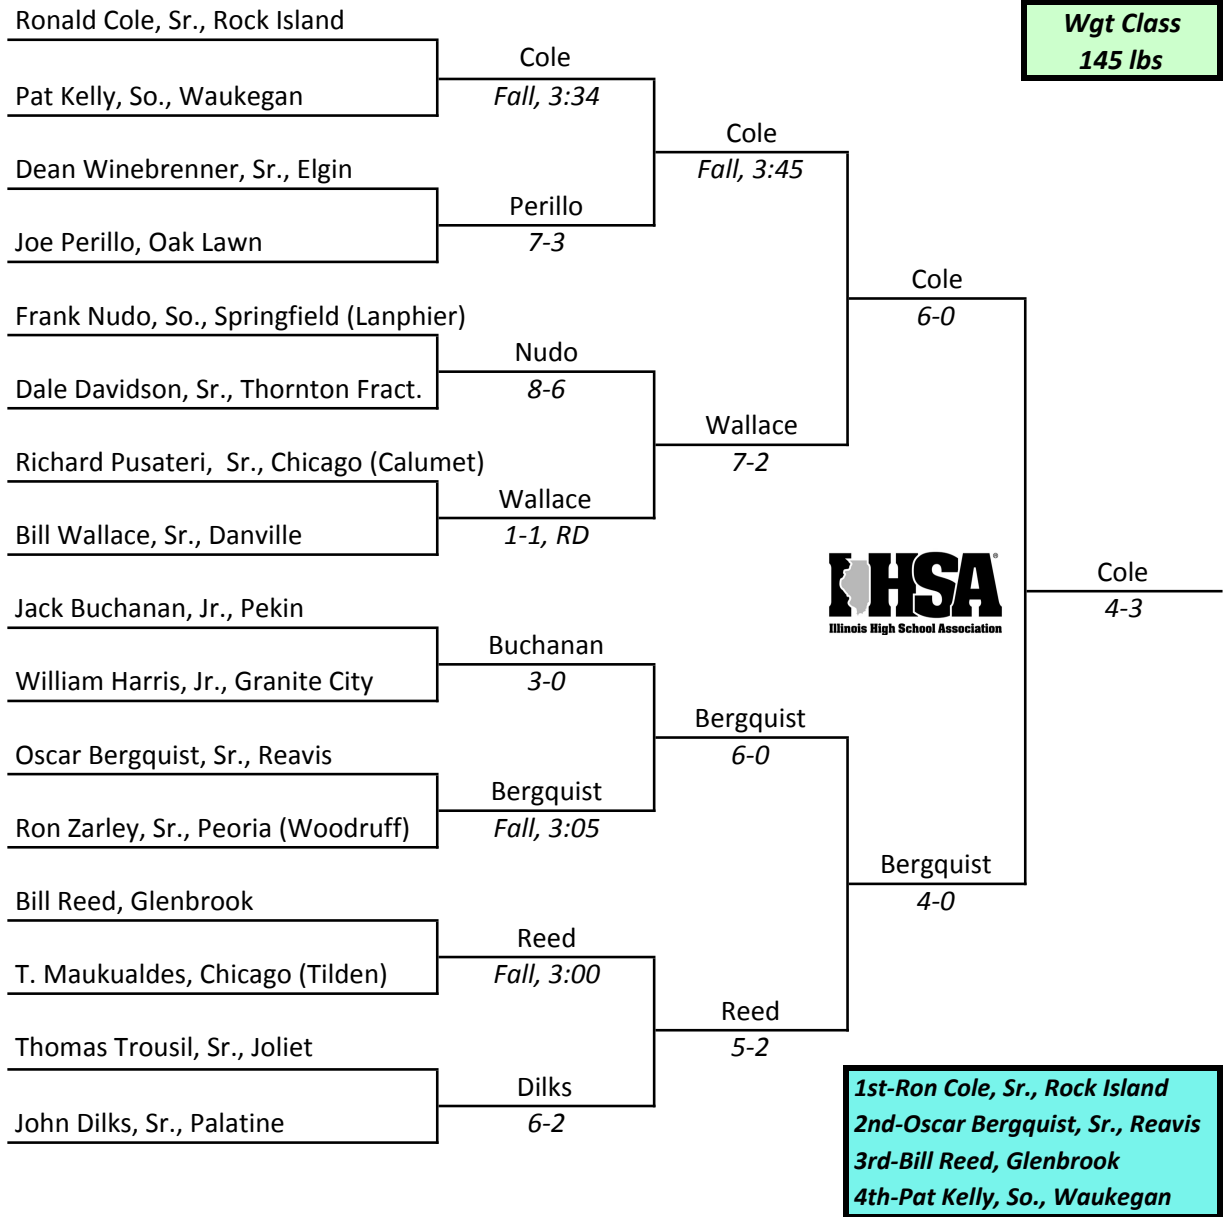 Ronald Cole, Sr., Rock Island
Wgt Class
145 lbs
Cole
Pat Kelly, So., Waukegan
Fall, 3:34
Cole
Dean Winebrenner, Sr., Elgin
Fall, 3:45
Perillo
Joe Perillo, Oak Lawn
7-3
Cole
Frank Nudo, So., Springfield (Lanphier)
6-0
Nudo
Dale Davidson, Sr., Thornton Fract.
8-6
Wallace
Richard Pusateri,  Sr., Chicago (Calumet)
7-2
Wallace
Bill Wallace, Sr., Danville
1-1, RD
IHSA®
Illinois High School Association
Cole
4-3
Jack Buchanan, Jr., Pekin
Buchanan
William Harris, Jr., Granite City
3-0
Bergquist
Oscar Bergquist, Sr., Reavis
6-0
Bergquist
Ron Zarley, Sr., Peoria (Woodruff)
Fall, 3:05
Bergquist
Bill Reed, Glenbrook
4-0
Reed
T. Maukualdes, Chicago (Tilden)
Fall, 3:00
Reed
Thomas Trousil, Sr., Joliet
5-2
Dilks
John Dilks, Sr., Palatine
6-2
1st-Ron Cole, Sr., Rock Island
2nd-Oscar Bergquist, Sr., Reavis
3rd-Bill Reed, Glenbrook
4th-Pat Kelly, So., Waukegan